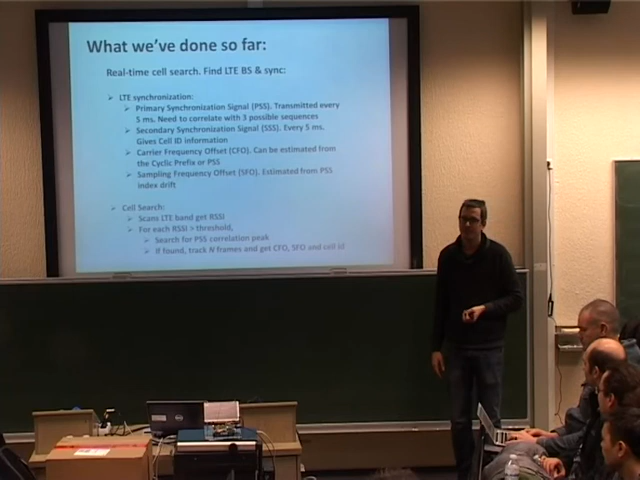 What we've done so far:
Real-time cell search. Find LTE BS & sync:
➢ LTE synchronization:
➢ Primary Synchronization Signal (PSS). Transmitted every
5 ms. Need to correlate with 3 possible sequences
➢ Secondary Synchronization Signal (SSS). Every 5 ms.
Gives Cell ID information
➢ Carrier Frequency Offset (CFO). Can be estimated from
the Cyclic Prefix or PSS
➢ Sampling Frequency Offset (SFO). Estimated from PSS
index drift
➢ Cell Search:
➢ Scans LTE band get RSSI
➢ For each RSSI > threshold,
➢ Search for PSS correlation peak
➢ If found, track N frames and get CFO, SFO and cell id